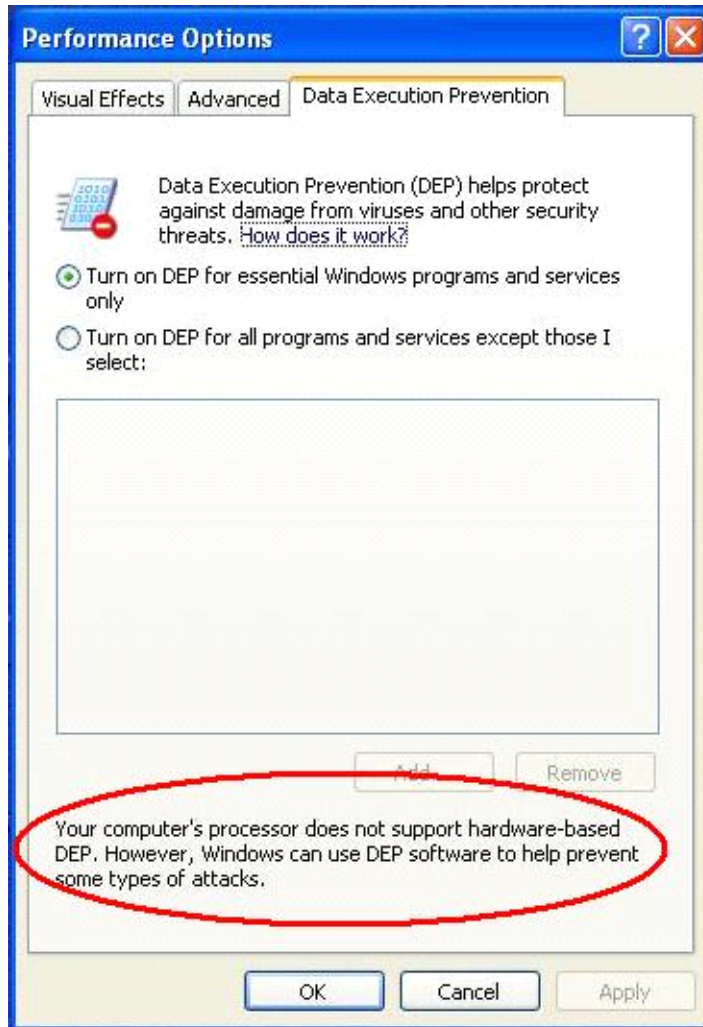 Performance Options
Visual Effects Advanced Data Execution Prevention
Data Execution Prevention (DEP) helps protect
against damage from viruses and other security
threats. How does it work?
Turn on DEP for essential Windows programs and services
only
Turn on DEP for all programs and services except those I
select:
Add... Remove
Your computer's processor does not support hardware-based
DEP. However, Windows can use DEP software to help prevent
some types of attacks.
OK Cancel Apply